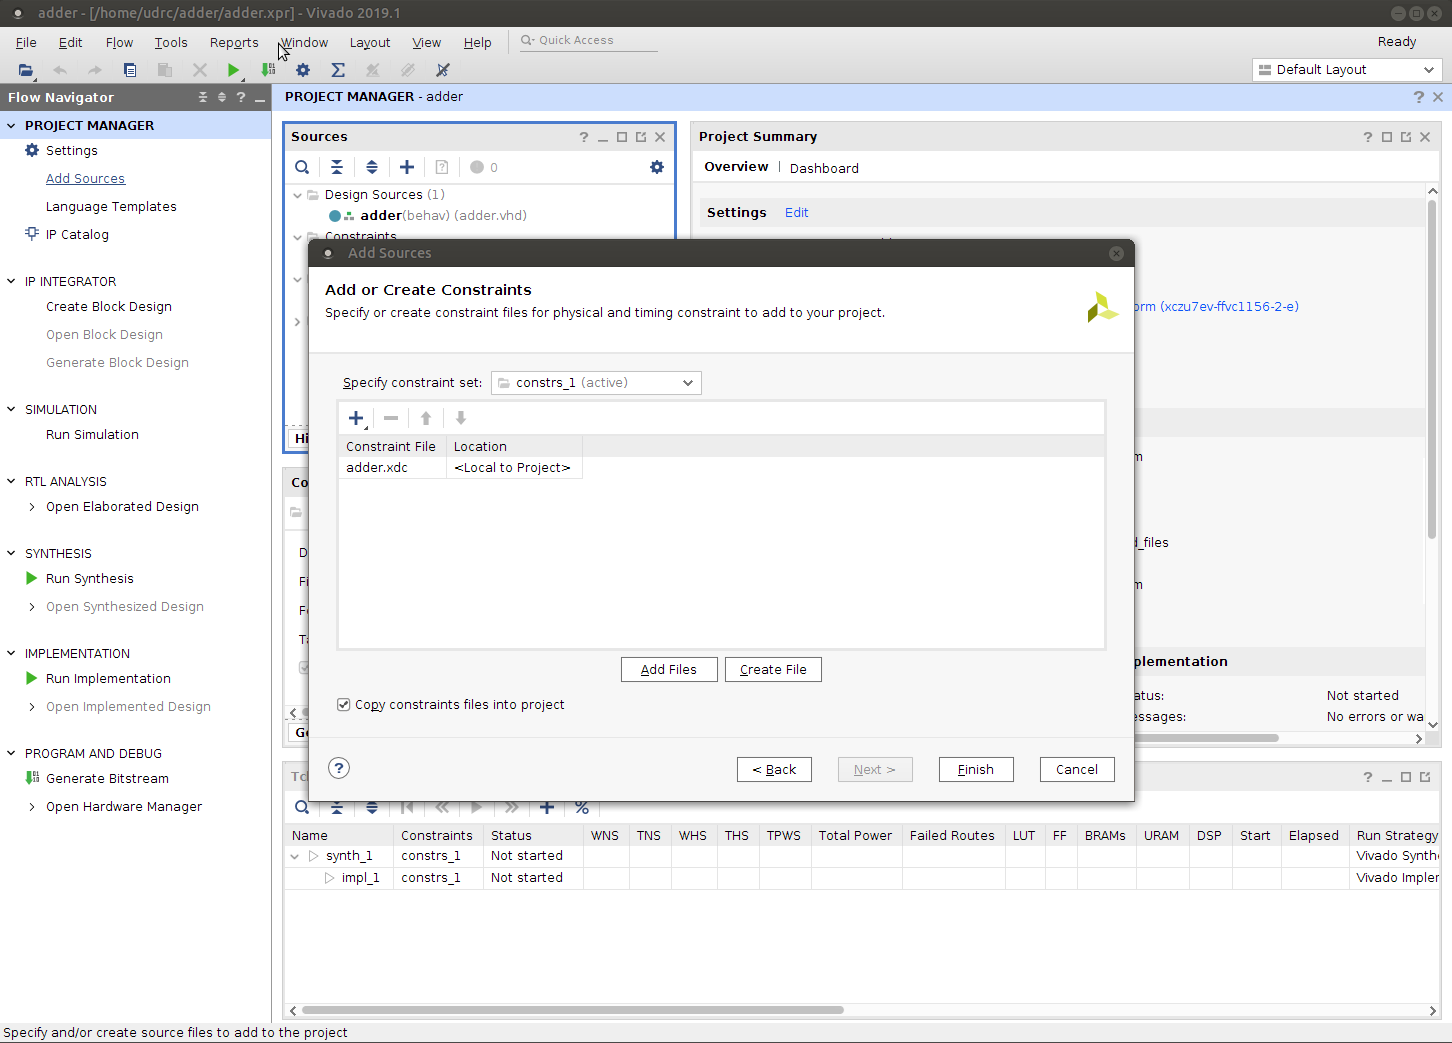 adder - [/home/udrc/adder/adder.xpr] - Vivado 2019.1
File Edit Flow Tools Reports Window Layout View Help Quick Access Ready
Default Layout
Flow Navigator
PROJECT MANAGER
Settings
Add Sources
Language Templates
IP Catalog
IP INTEGRATOR
Create Block Design
Open Block Design
Generate Block Design
SIMULATION
Run Simulation
RTL ANALYSIS
Open Elaborated Design
SYNTHESIS
Run Synthesis
Open Synthesized Design
IMPLEMENTATION
Run Implementation
Open Implemented Design
PROGRAM AND DEBUG
Generate Bitstream
Open Hardware Manager
PROJECT MANAGER - adder
Sources
0
Design Sources (1)
adder(behav) (adder.vhd)
Constraints
Project Summary
Overview | Dashboard
Settings Edit
orm (xczu7ev-ffvc1156-2-e)
d_files
plementation
atus: Not started
essages: No errors or wa
Add Sources
Add or Create Constraints
Specify or create constraint files for physical and timing constraint to add to your project.
Specify constraint set: constrs_1 (active)
Constraint File Location
adder.xdc <Local to Project>
Add Files Create File
Copy constraints files into project
? < Back Next > Finish Cancel
Name Constraints Status WNS TNS WHS THS TPWS Total Power Failed Routes LUT FF BRAMs URAM DSP Start Elapsed Run Strategy
synth_1 constrs_1 Not started Vivado Synth
impl_1 constrs_1 Not started Vivado Implem
Specify and/or create source files to add to the project